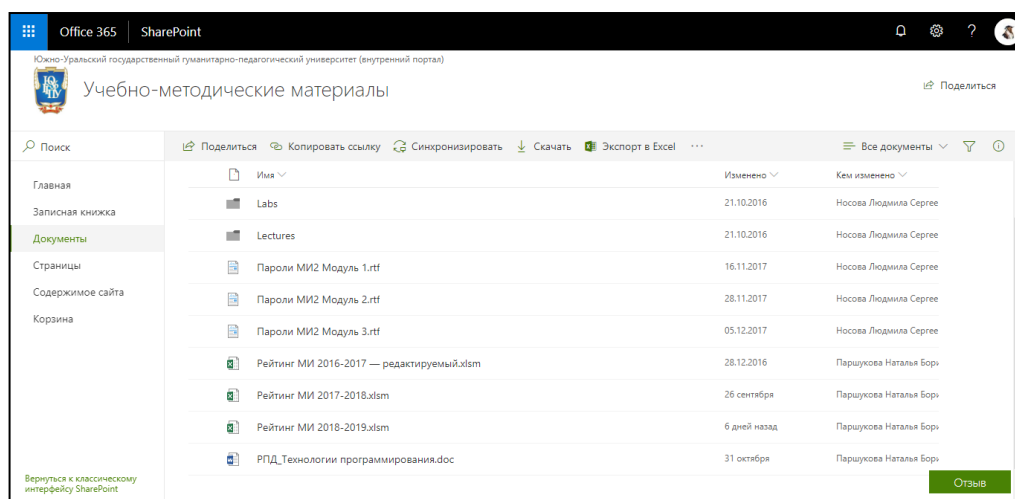 Office 365 SharePoint ?
Южно-Уральский государственный гуманитарно-педагогический университет (внутренний портал)
Учебно-методические материалы
Поделиться
Поиск
Поделиться Копировать ссылку Синхронизировать Скачать Экспорт в Excel ... Все документы
Главная
Записная книжка
Документы
Страницы
Содержимое сайта
Корзина
Имя Изменено Кем изменено
Labs 21.10.2016 Носова Людмила Сергее
Lectures 21.10.2016 Носова Людмила Сергее
Пароли МИ2 Модуль 1.rtf 16.11.2017 Носова Людмила Сергее
Пароли МИ2 Модуль 2.rtf 28.11.2017 Носова Людмила Сергее
Пароли МИ2 Модуль 3.rtf 05.12.2017 Носова Людмила Сергее
Рейтинг МИ 2016-2017 — редактируемый.xlsm 28.12.2016 Паршукова Наталья Бори
Рейтинг МИ 2017-2018.xlsm 26 сентября Паршукова Наталья Бори
Рейтинг МИ 2018-2019.xlsm 6 дней назад Паршукова Наталья Бори
РПД_Технологии программирования.doc 31 октября Паршукова Наталья Бори
Вернуться к классическому
интерфейсу SharePoint
Отзыв